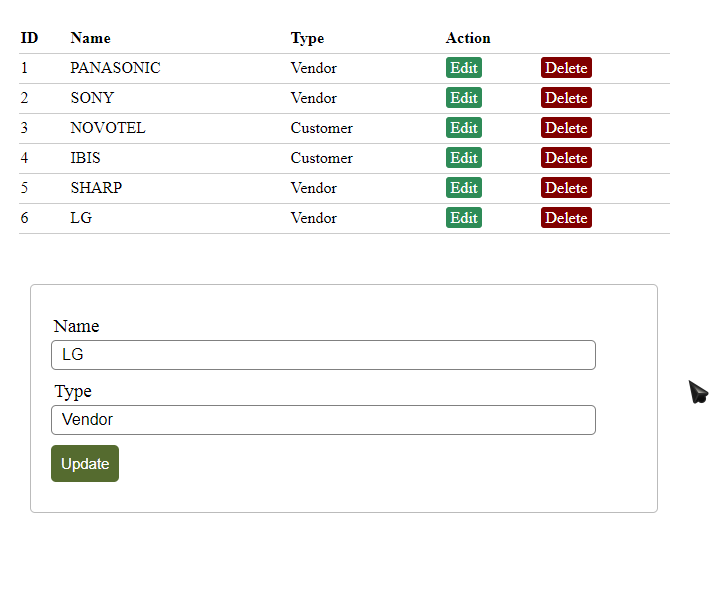 ID Name Type Action
1 PANASONIC Vendor Edit Delete
2 SONY Vendor Edit Delete
3 NOVOTEL Customer Edit Delete
4 IBIS Customer Edit Delete
5 SHARP Vendor Edit Delete
6 LG Vendor Edit Delete
Name
LG
Type
Vendor
Update